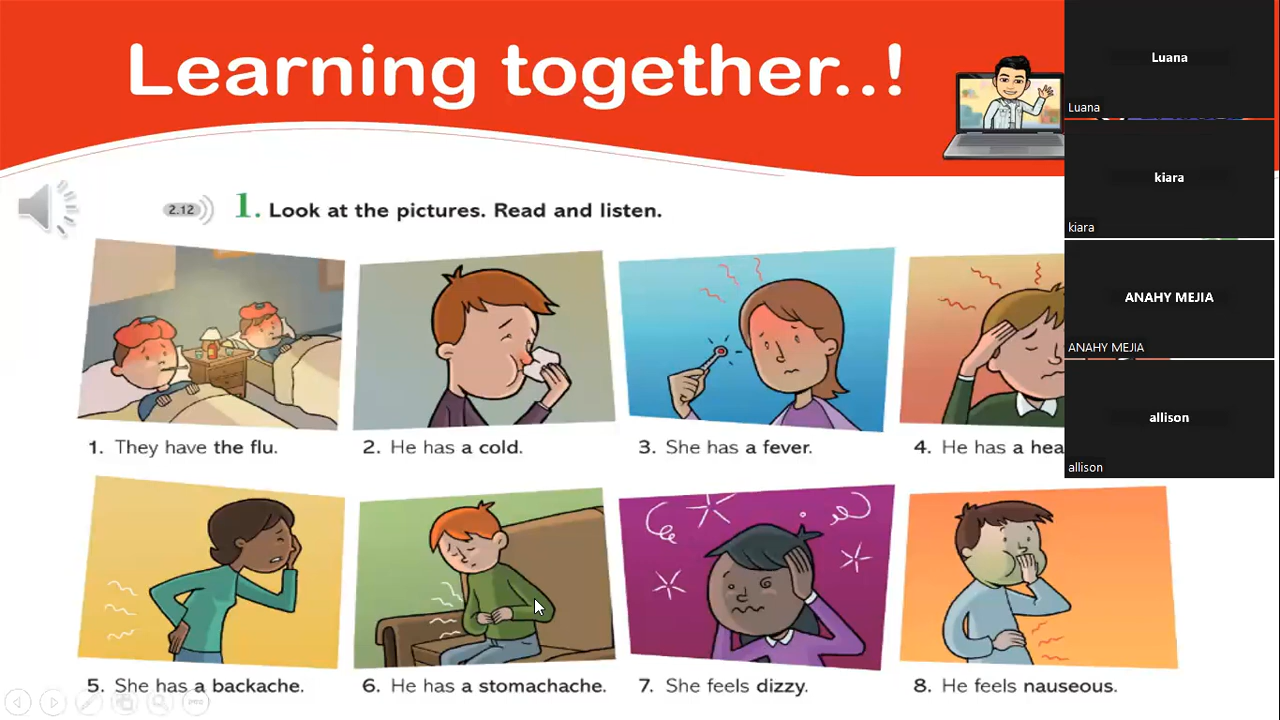 Learning together..!
2.12 1. Look at the pictures. Read and listen.
1. They have the flu.
2. He has a cold.
3. She has a fever.
4. He has a hea
5. She has a backache.
6. He has a stomachache.
7. She feels dizzy.
8. He feels nauseous.
Luana
Luana
kiara
kiara
ANAHY MEJIA
ANAHY MEJIA
allison
allison